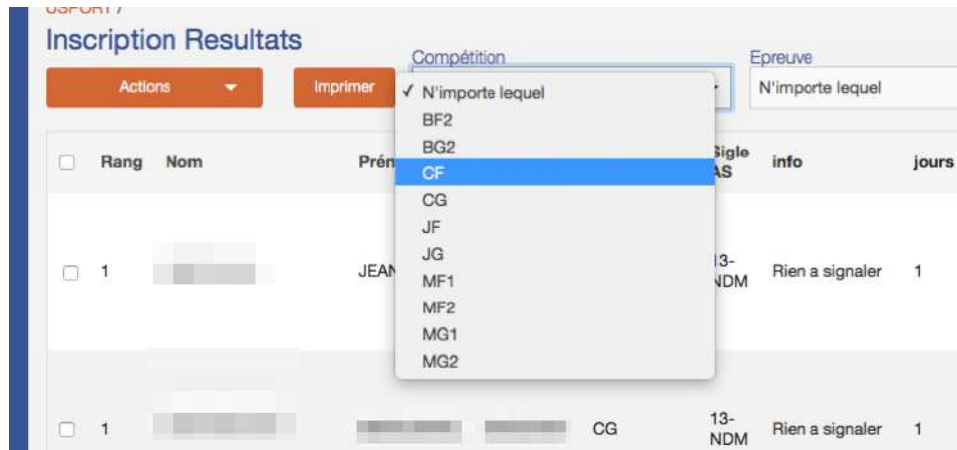 USPORT /
Inscription Resultats
Compétition
Epreuve
Actions
Imprimer
✓ N'importe lequel
N'importe lequel
BF2
BG2
CF
CG
JF
JG
MF1
MF2
MG1
MG2
Rang Nom Prén Sigle AS info jours
1 JEAN 13-NDM Rien a signaler 1
1 CG 13-NDM Rien a signaler 1